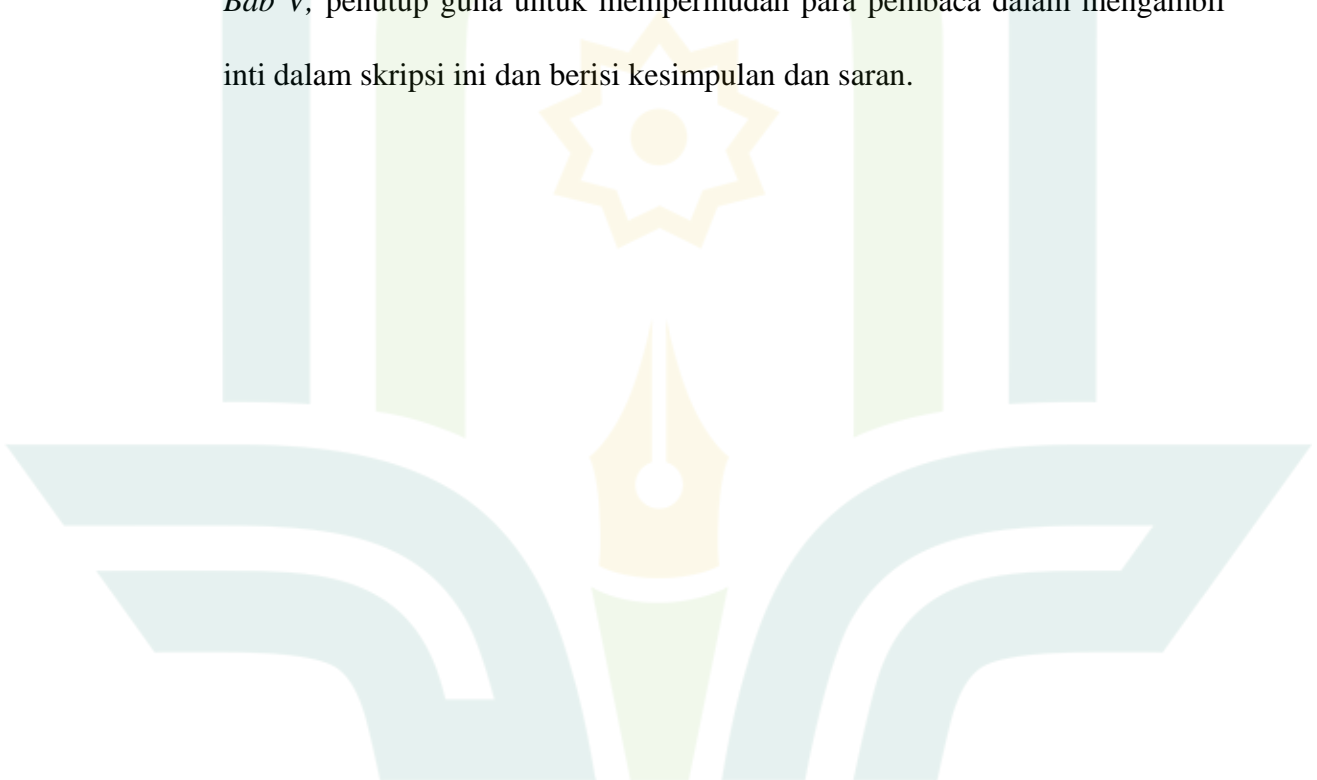 Bab V, penutup guna untuk mempermudah para pembaca dalam mengambil
inti dalam skripsi ini dan berisi kesimpulan dan saran.